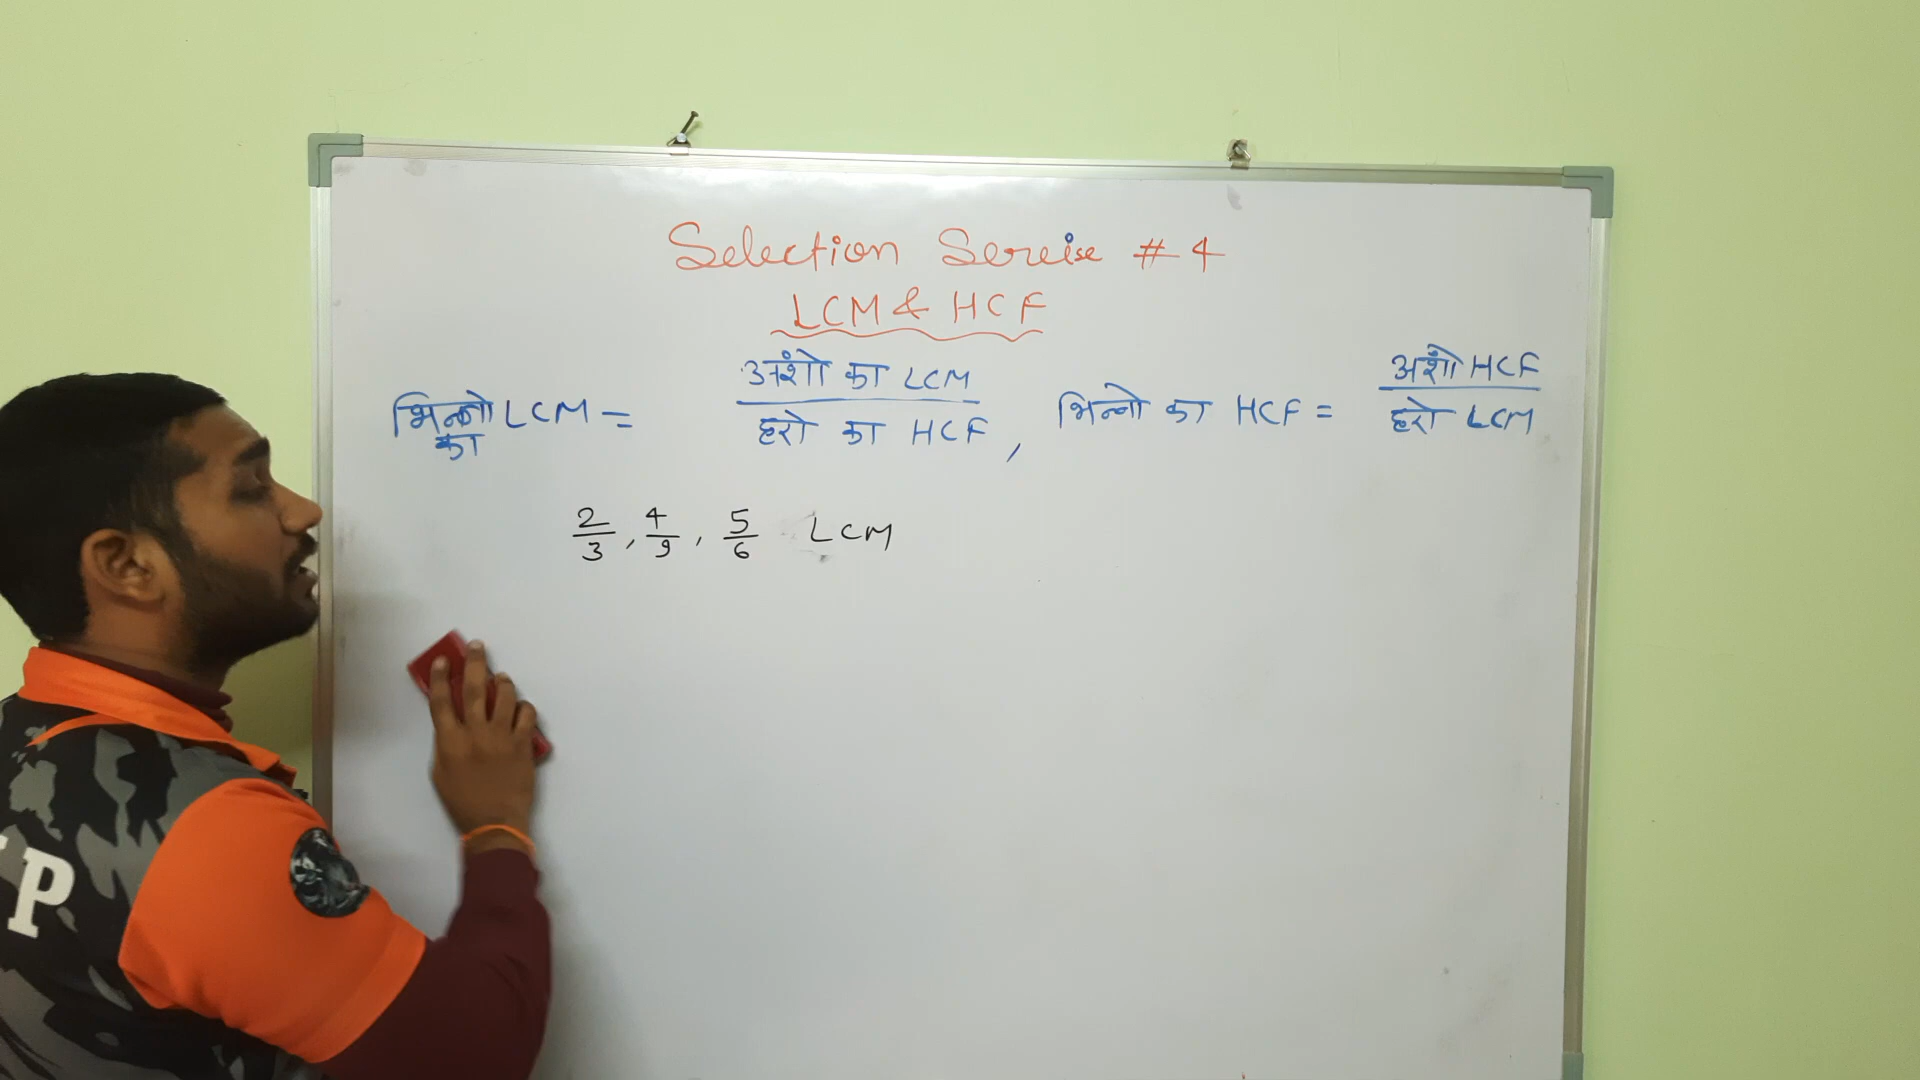 Selection Sereise # 4
LCM & HCF
भिन्नो का LCM = अंशो का LCM / हरो का HCF , भिन्नो का HCF = अंशो HCF / हरो LCM
2/3 , 4/9 , 5/6 LCM
P